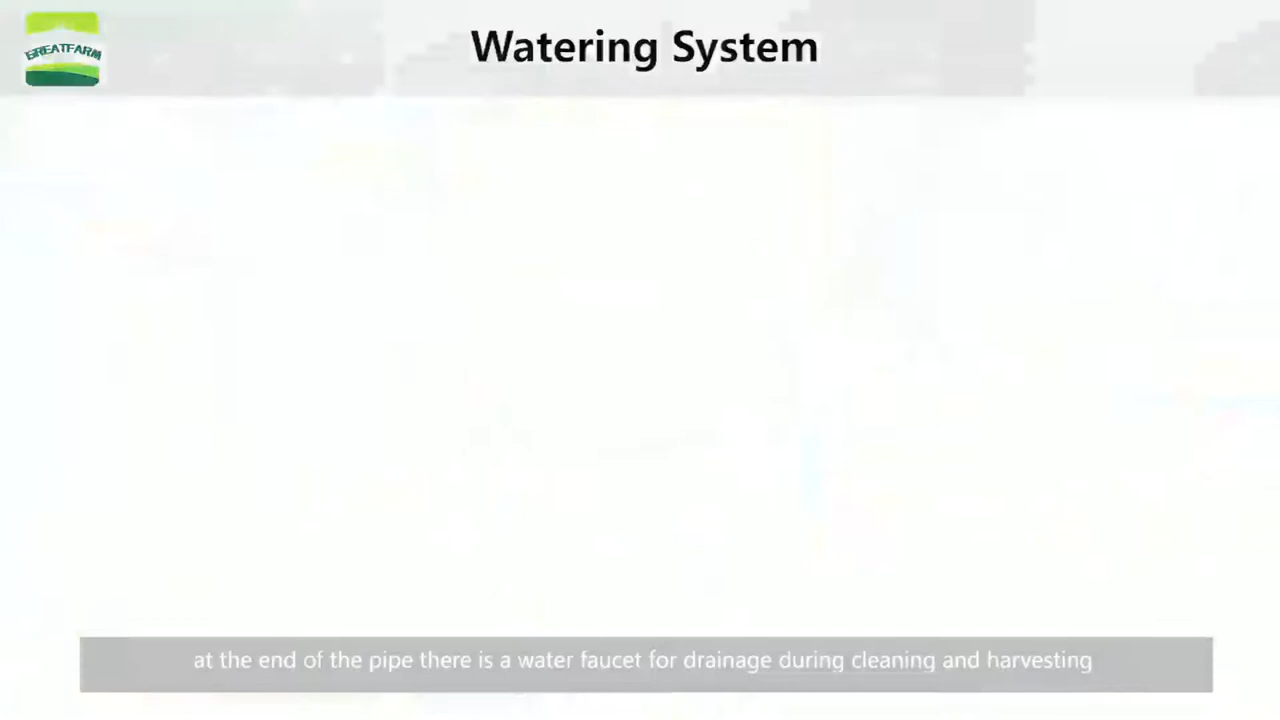 GREATFARM
Watering System
at the end of the pipe there is a water faucet for drainage during cleaning and harvesting